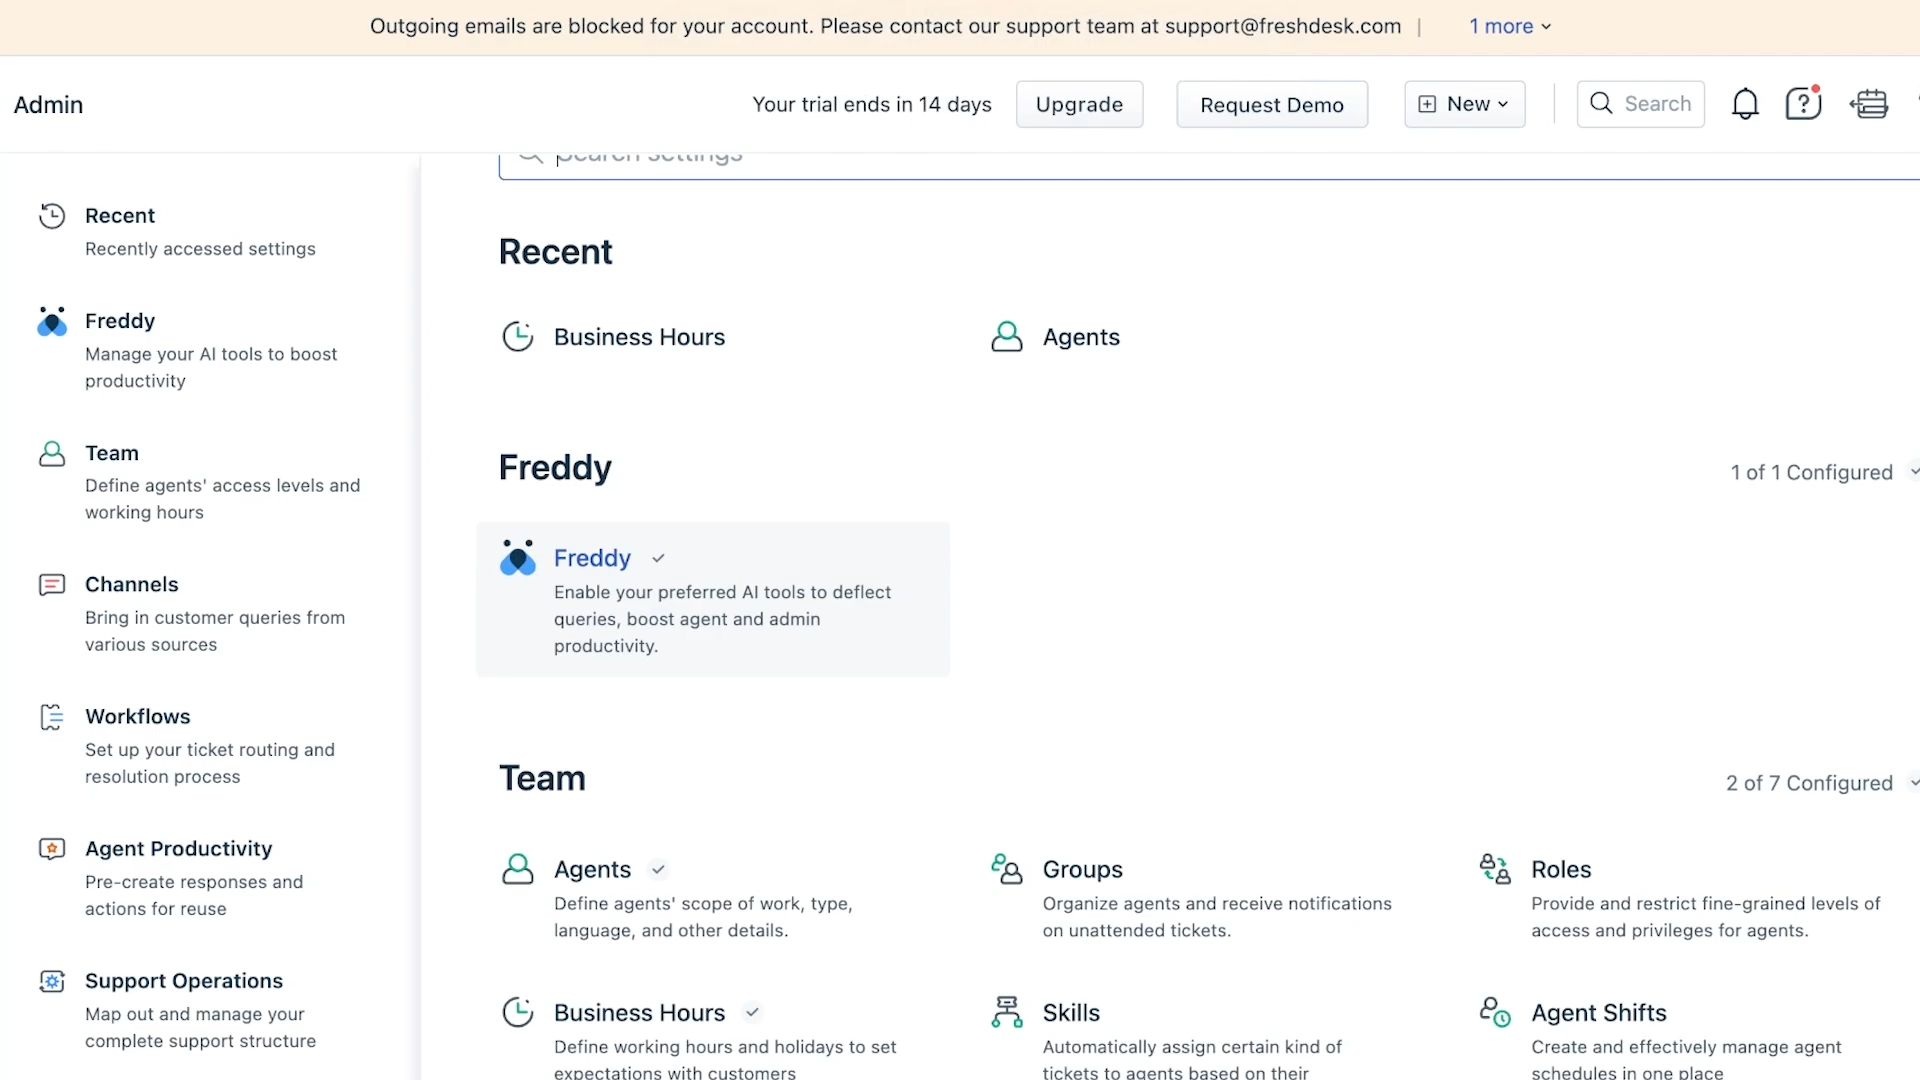 Outgoing emails are blocked for your account. Please contact our support team at support@freshdesk.com | 1 more
Admin
Your trial ends in 14 days
Upgrade
Request Demo
New
Search
Search settings
Recent
Recently accessed settings
Freddy
Manage your AI tools to boost
productivity
Team
Define agents' access levels and
working hours
Channels
Bring in customer queries from
various sources
Workflows
Set up your ticket routing and
resolution process
Agent Productivity
Pre-create responses and
actions for reuse
Support Operations
Map out and manage your
complete support structure
Recent
Business Hours
Agents
Freddy
1 of 1 Configured
Freddy
Enable your preferred AI tools to deflect
queries, boost agent and admin
productivity.
Team
2 of 7 Configured
Agents
Define agents' scope of work, type,
language, and other details.
Groups
Organize agents and receive notifications
on unattended tickets.
Roles
Provide and restrict fine-grained levels of
access and privileges for agents.
Business Hours
Define working hours and holidays to set
expectations with customers
Skills
Automatically assign certain kind of
tickets to agents based on their
Agent Shifts
Create and effectively manage agent
schedules in one place